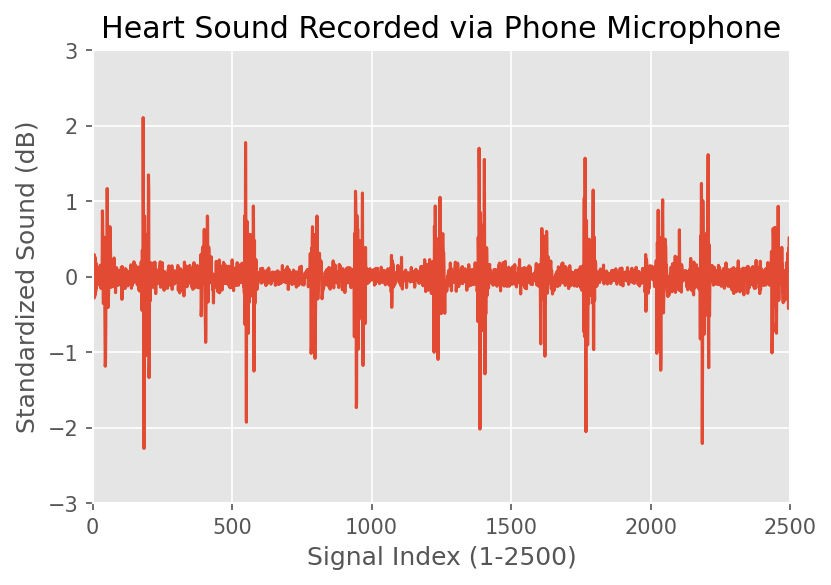 Heart Sound Recorded via Phone Microphone
3
2
1
0
−1
−2
−3
Standardized Sound (dB)
0 500 1000 1500 2000 2500
Signal Index (1-2500)